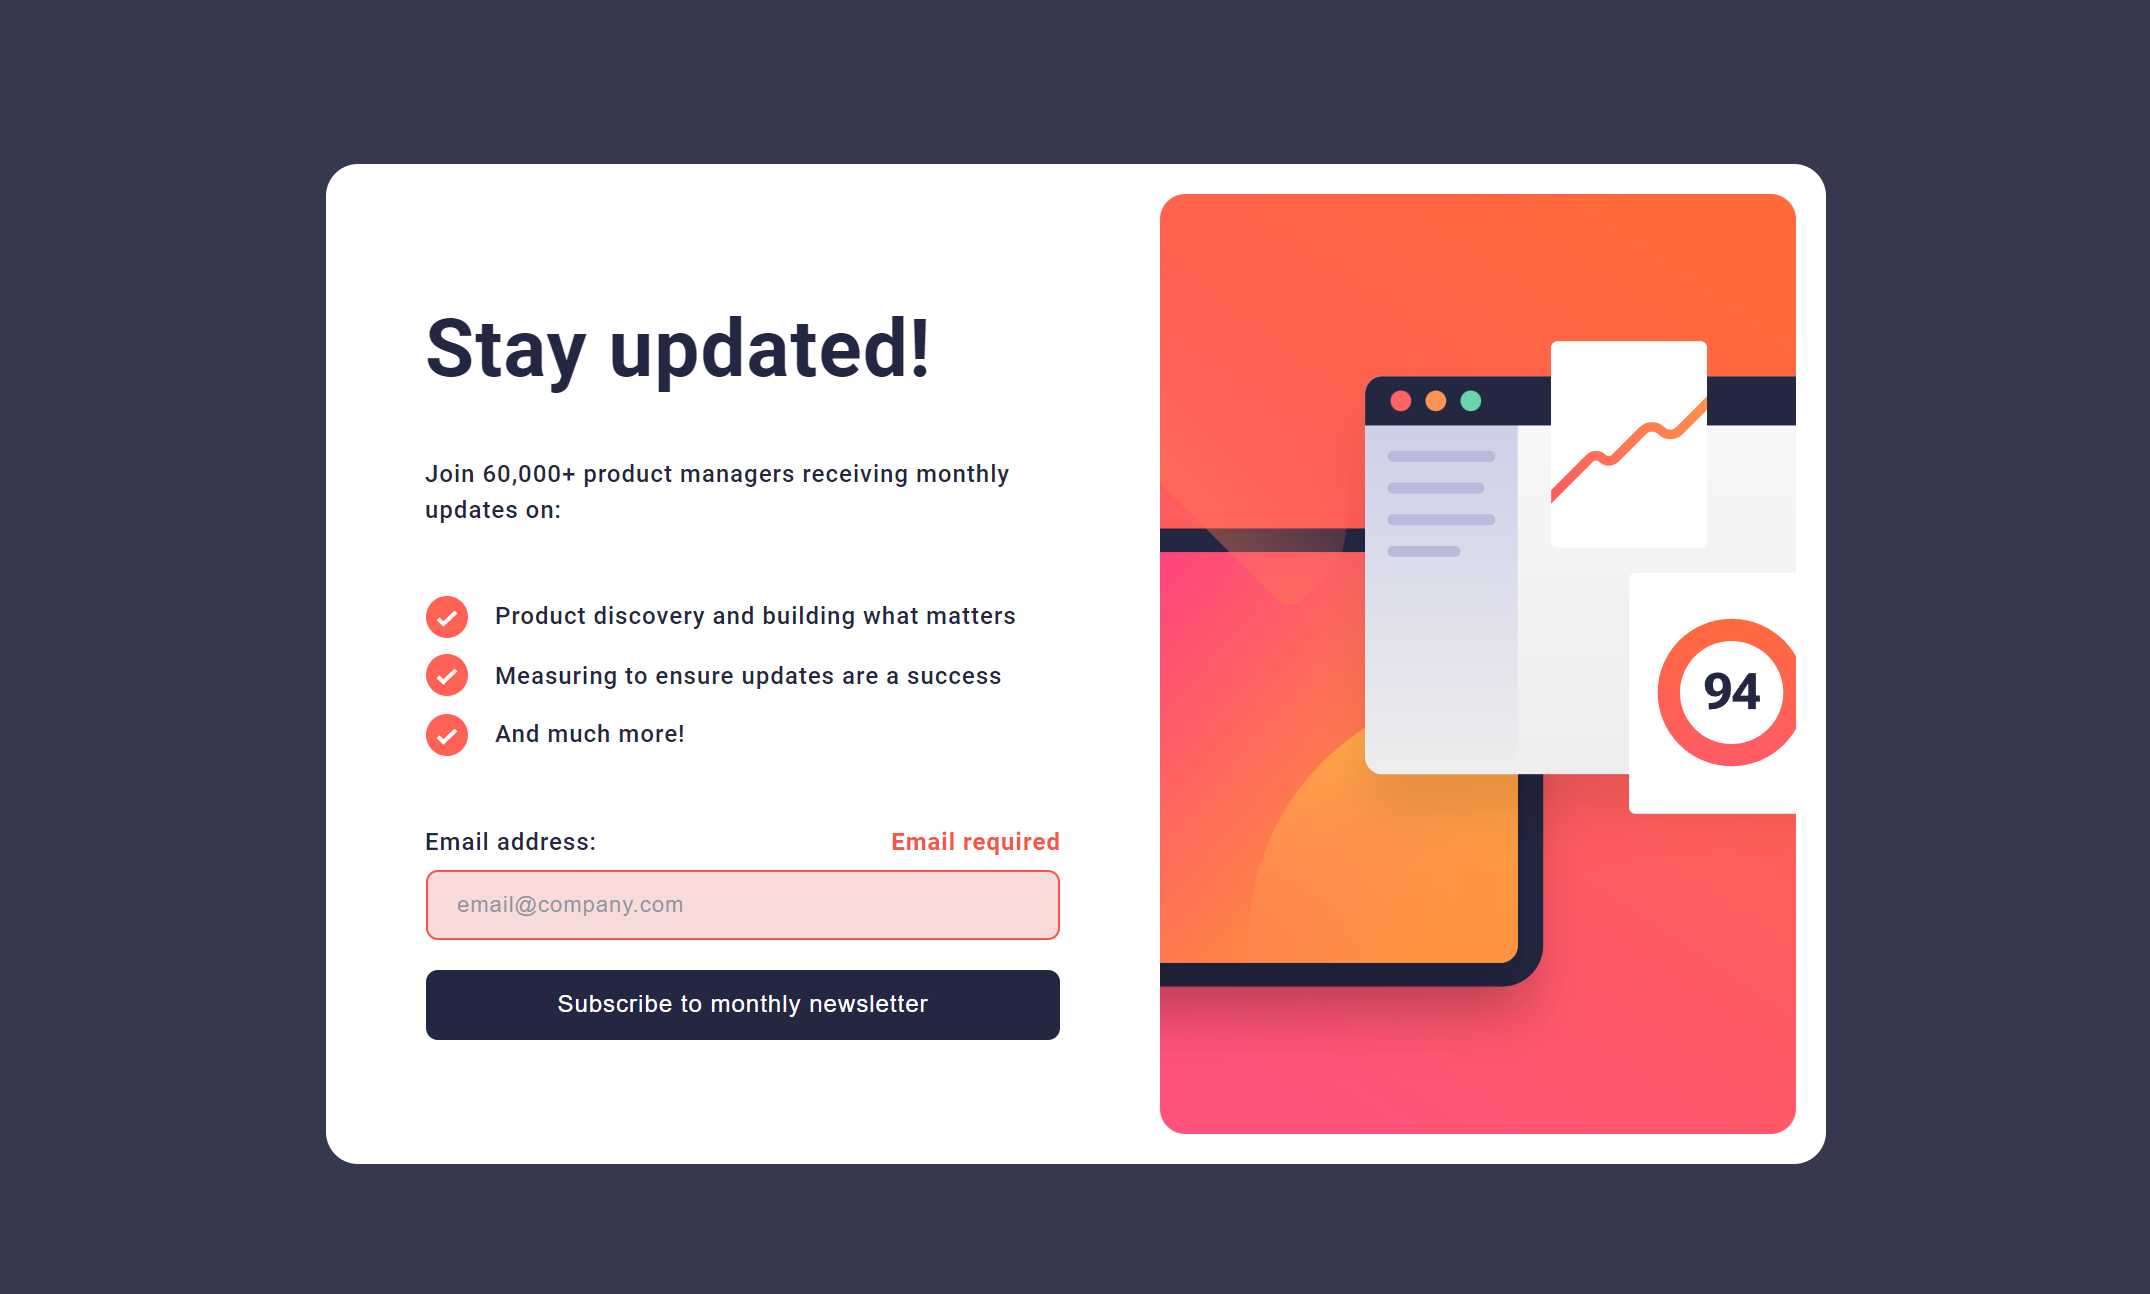 Stay updated!
Join 60,000+ product managers receiving monthly
updates on:
Product discovery and building what matters
Measuring to ensure updates are a success
And much more!
Email address:
Email required
email@company.com
Subscribe to monthly newsletter
94